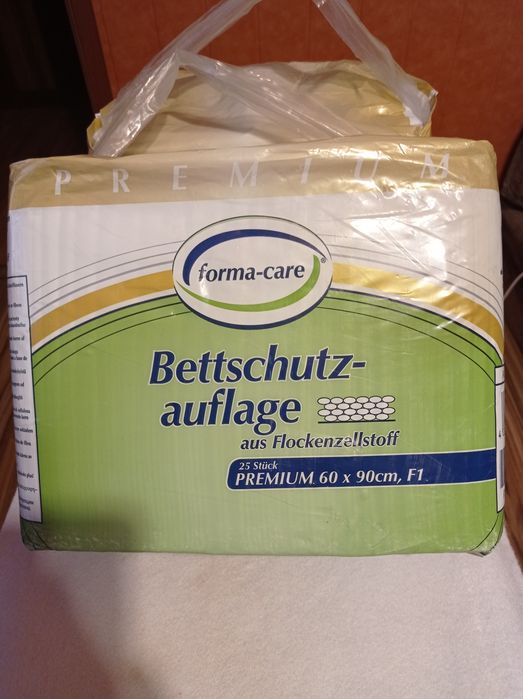 PREMIUM
forma-care®
Bettschutz-
auflage
aus Flockenzellstoff
25 Stück
PREMIUM 60 x 90cm, F1